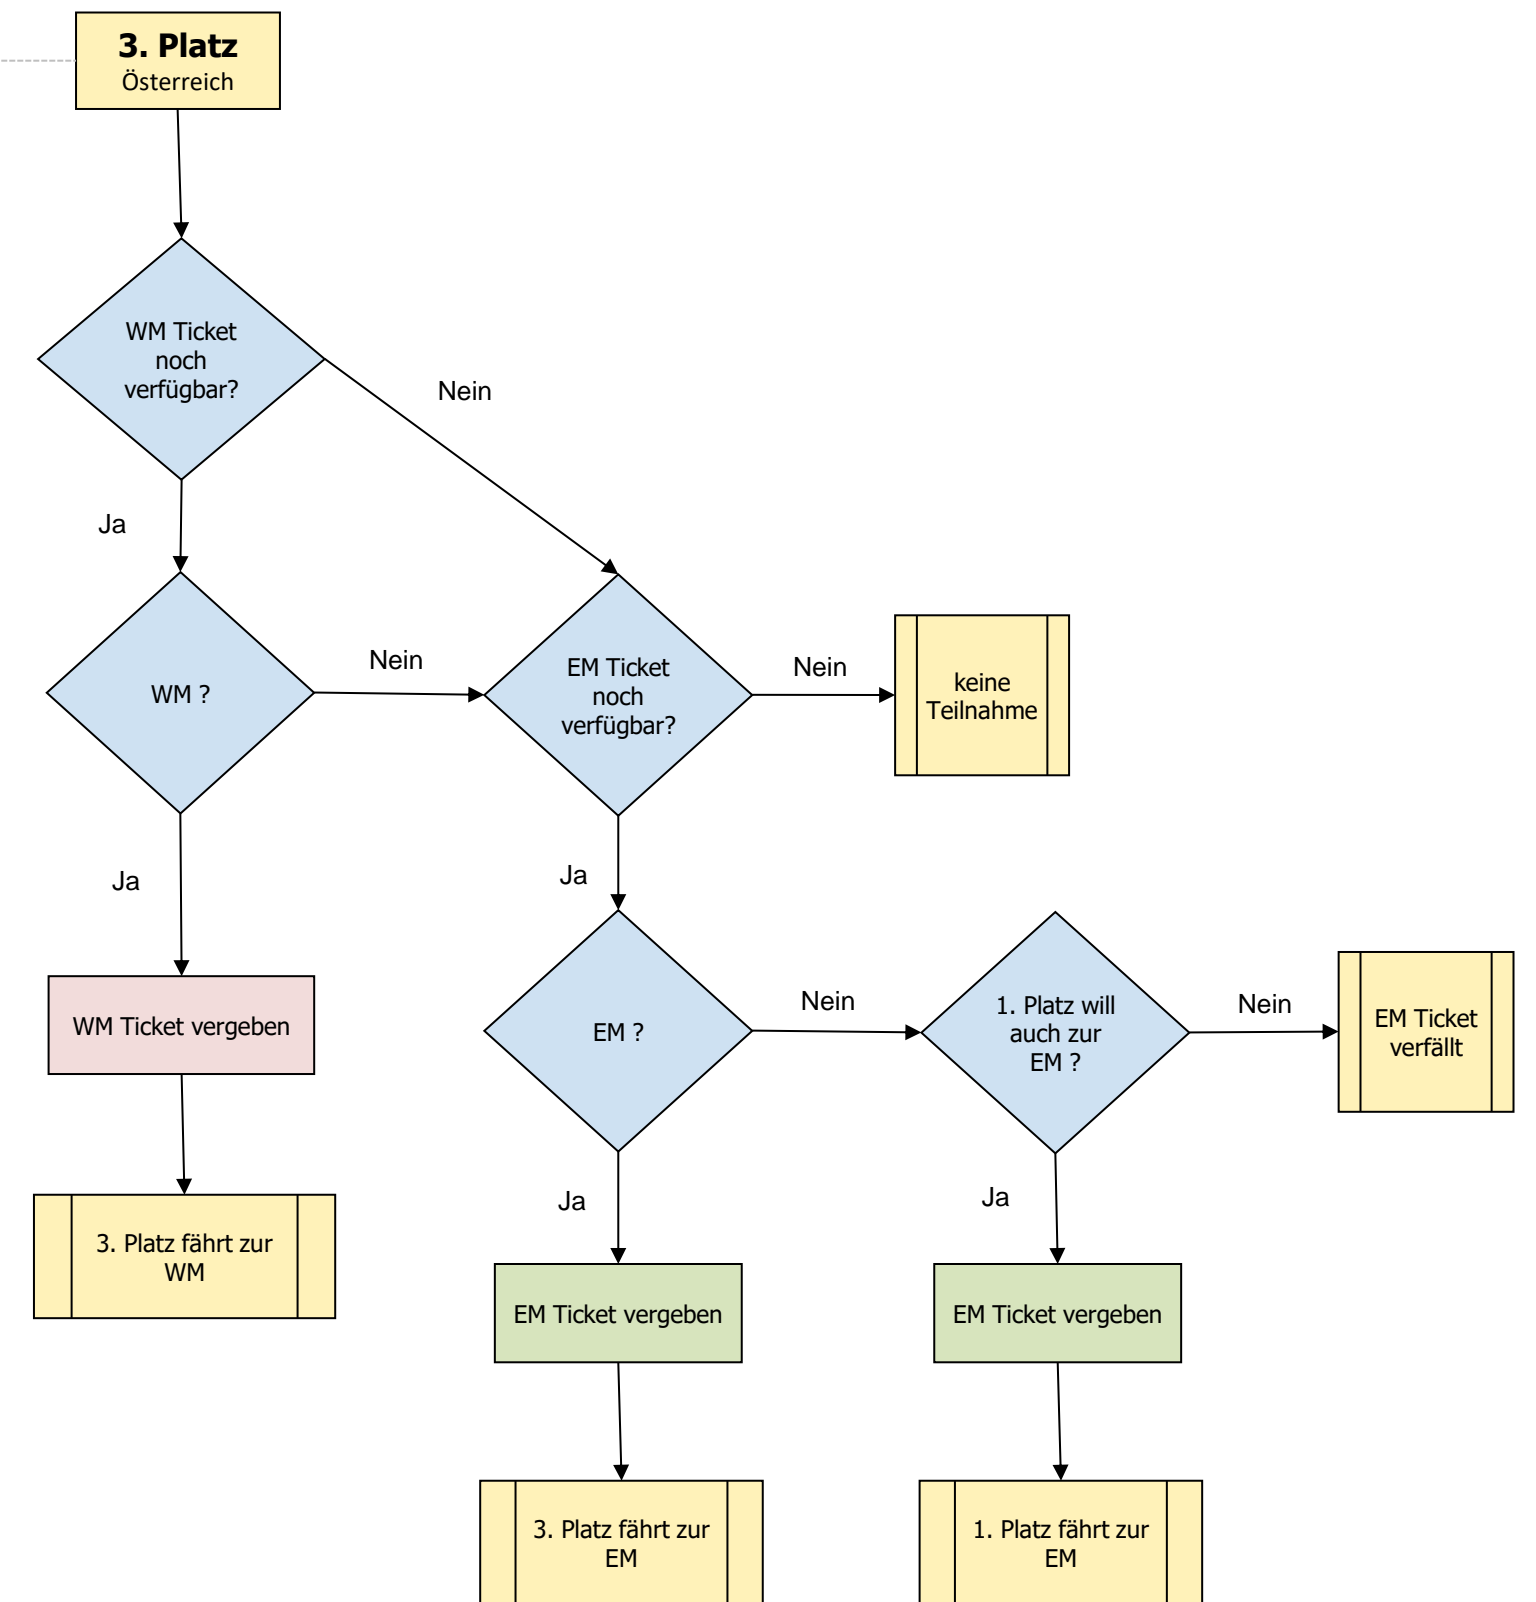 3. Platz
Österreich
WM Ticket
noch
verfügbar?
Nein
Ja
WM ?
Nein
EM Ticket
noch
verfügbar?
Nein
keine
Teilnahme
Ja
Ja
WM Ticket vergeben
EM ?
Nein
1. Platz will
auch zur
EM ?
Nein
EM Ticket
verfällt
3. Platz fährt zur
WM
Ja
Ja
EM Ticket vergeben
EM Ticket vergeben
3. Platz fährt zur
EM
1. Platz fährt zur
EM